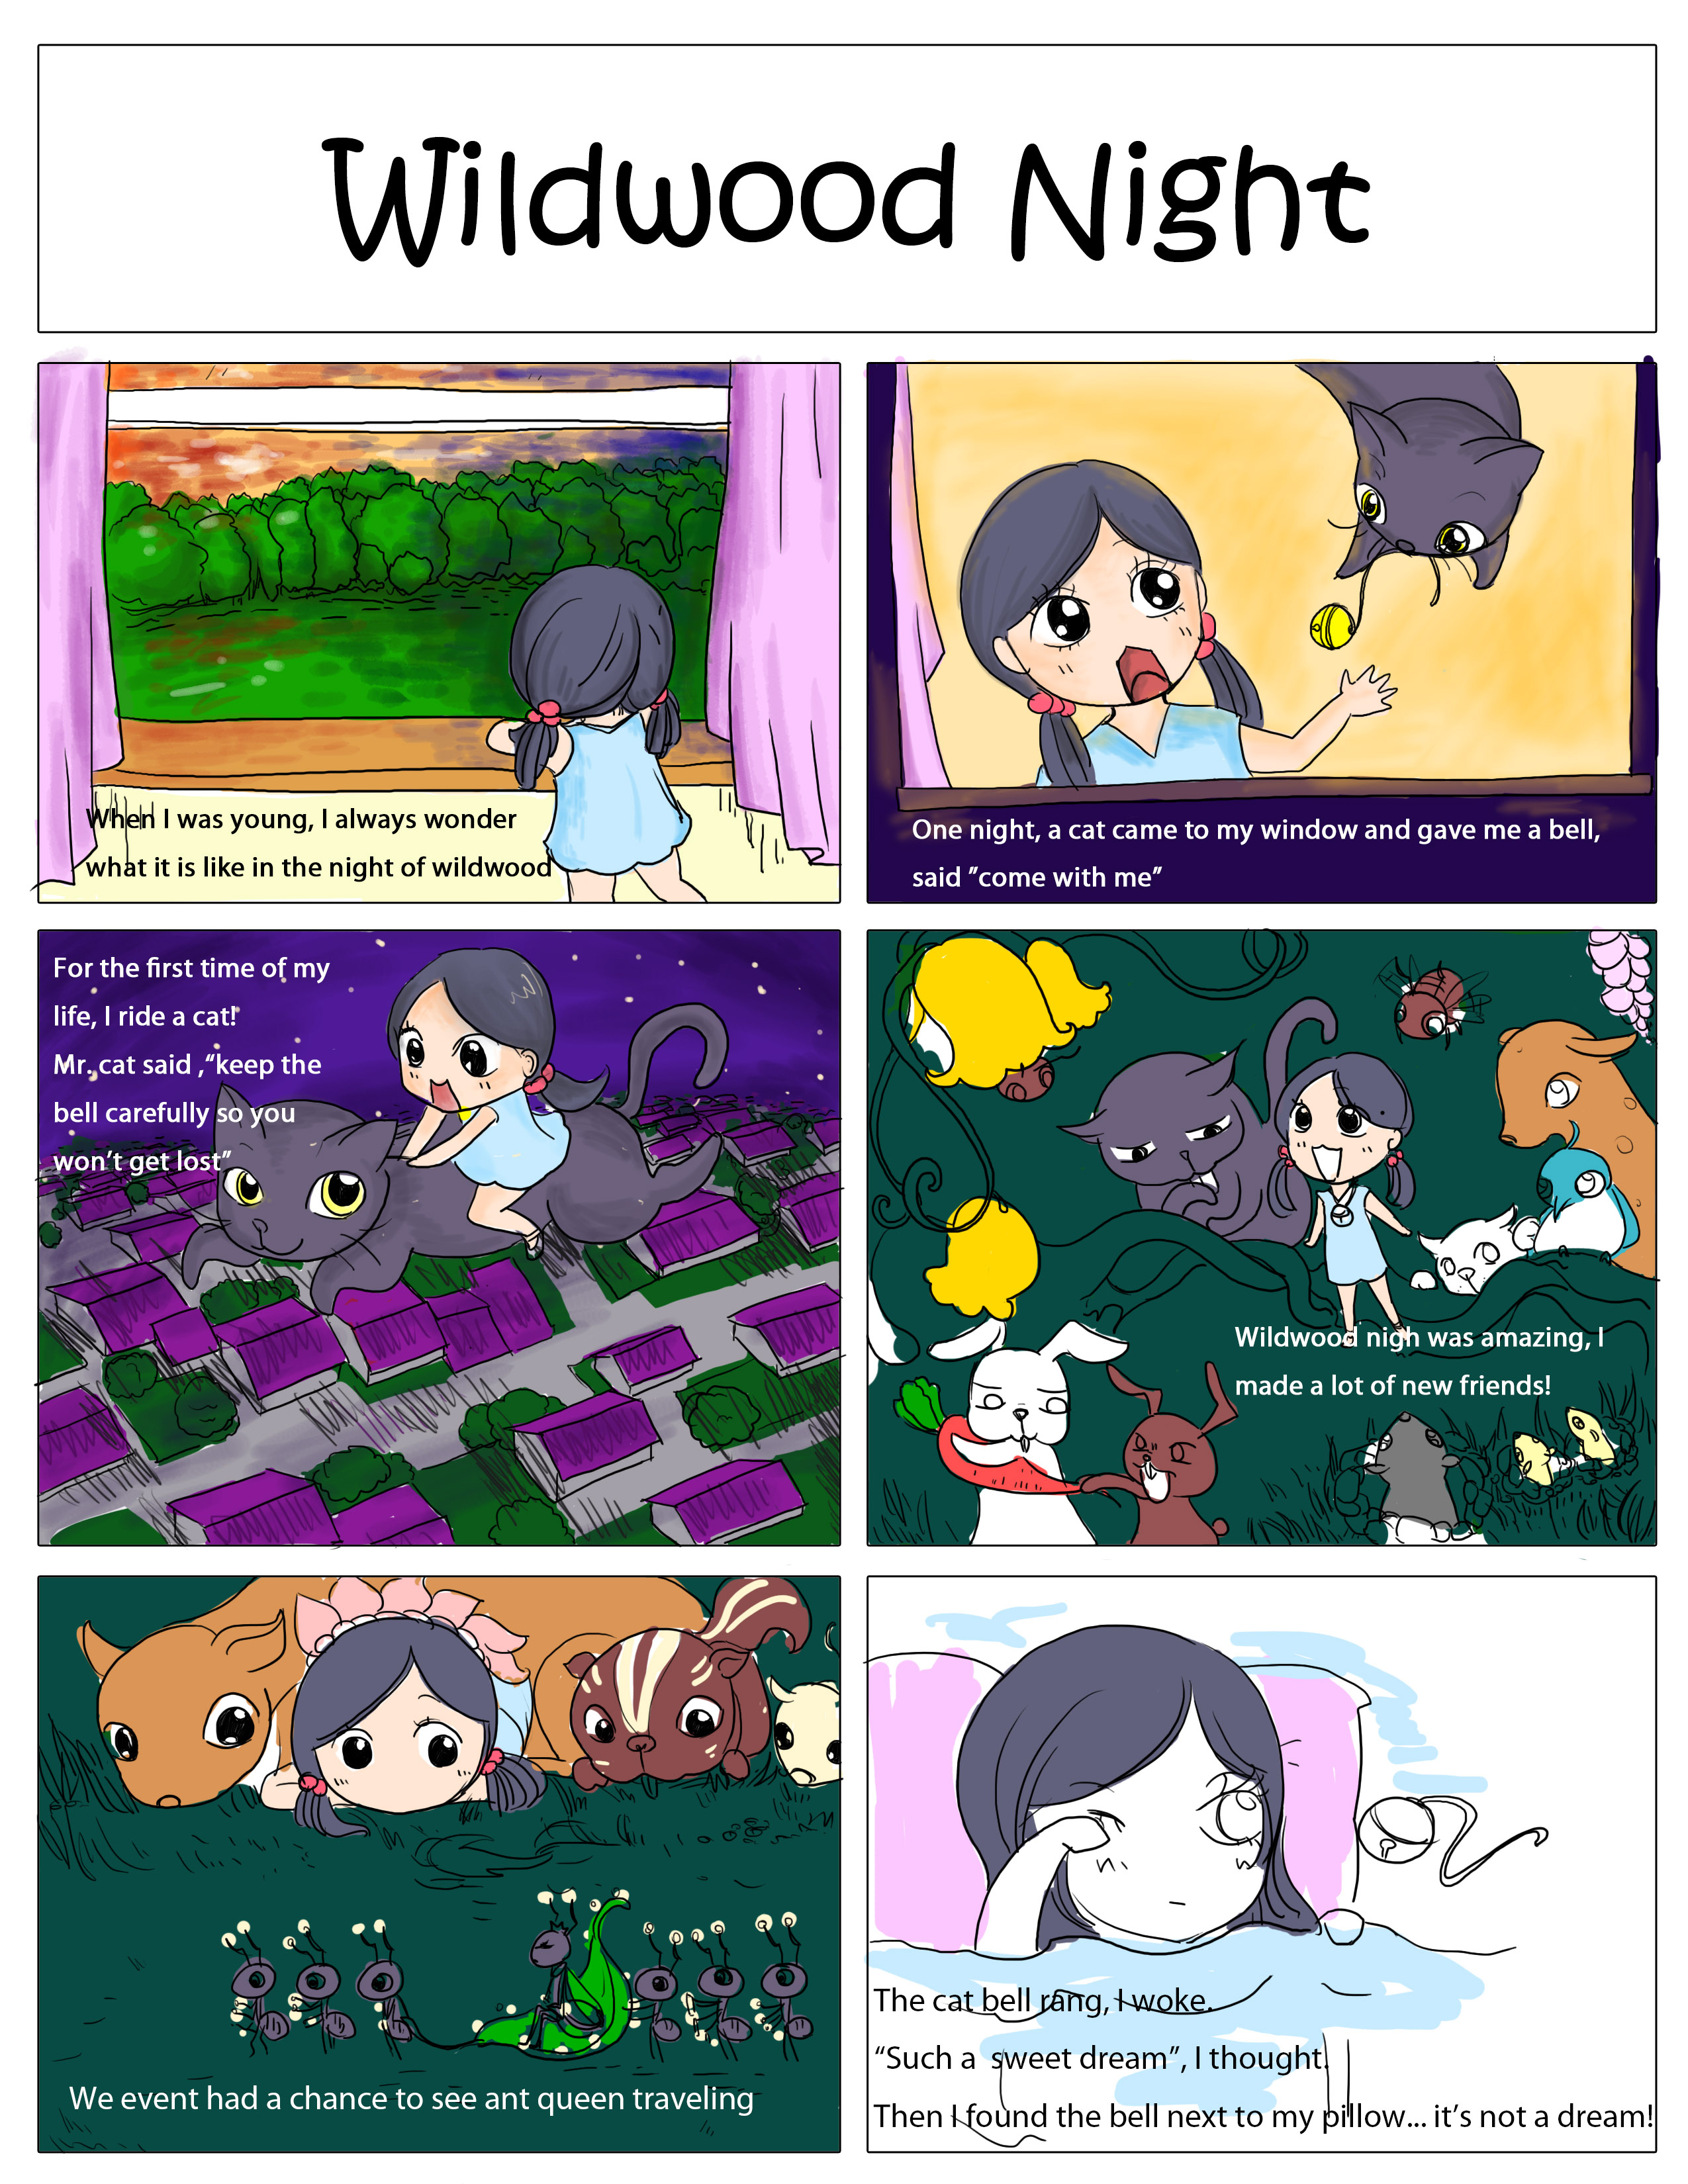 Wildwood Night
When I was young, I always wonder
what it is like in the night of wildwood
One night, a cat came to my window and gave me a bell,
said ”come with me”
For the first time of my
life, I ride a cat!
Mr. cat said ,“keep the
bell carefully so you
won’t get lost”
Wildwood nigh was amazing, I
made a lot of new friends!
We event had a chance to see ant queen traveling
The cat bell rang, I woke.
“Such a sweet dream”, I thought.
Then I found the bell next to my pillow... it’s not a dream!